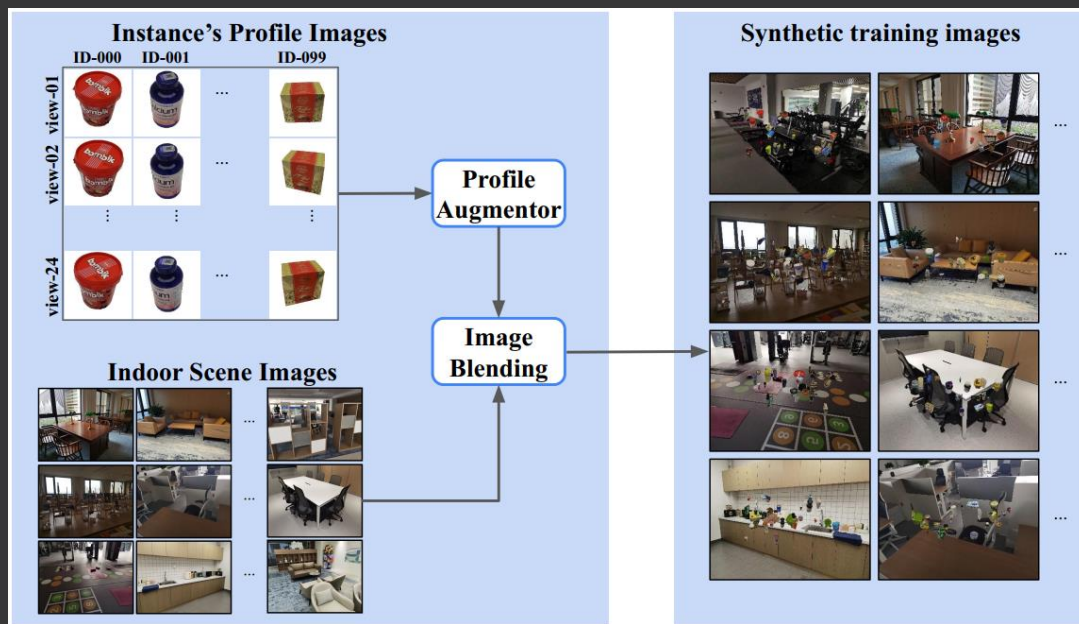 Instance's Profile Images
ID-000 ID-001 ID-099
view-01
...
view-02
...
⋮ ⋮ ⋮
view-24
...
Profile
Augmentor
Image
Blending
Indoor Scene Images
...
...
...
Synthetic training images
...
...
...
...